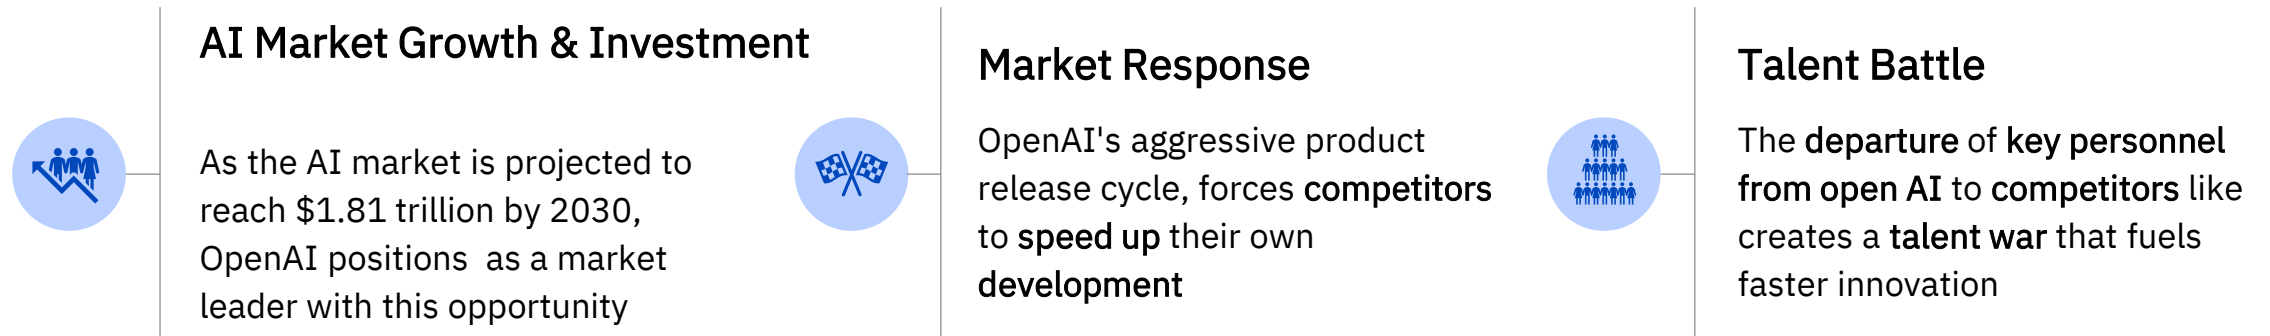 AI Market Growth & Investment
As the AI market is projected to
reach $1.81 trillion by 2030,
OpenAI positions  as a market
leader with this opportunity
Market Response
OpenAI's aggressive product
release cycle, forces competitors
to speed up their own
development
Talent Battle
The departure of key personnel
from open AI to competitors like
creates a talent war that fuels
faster innovation